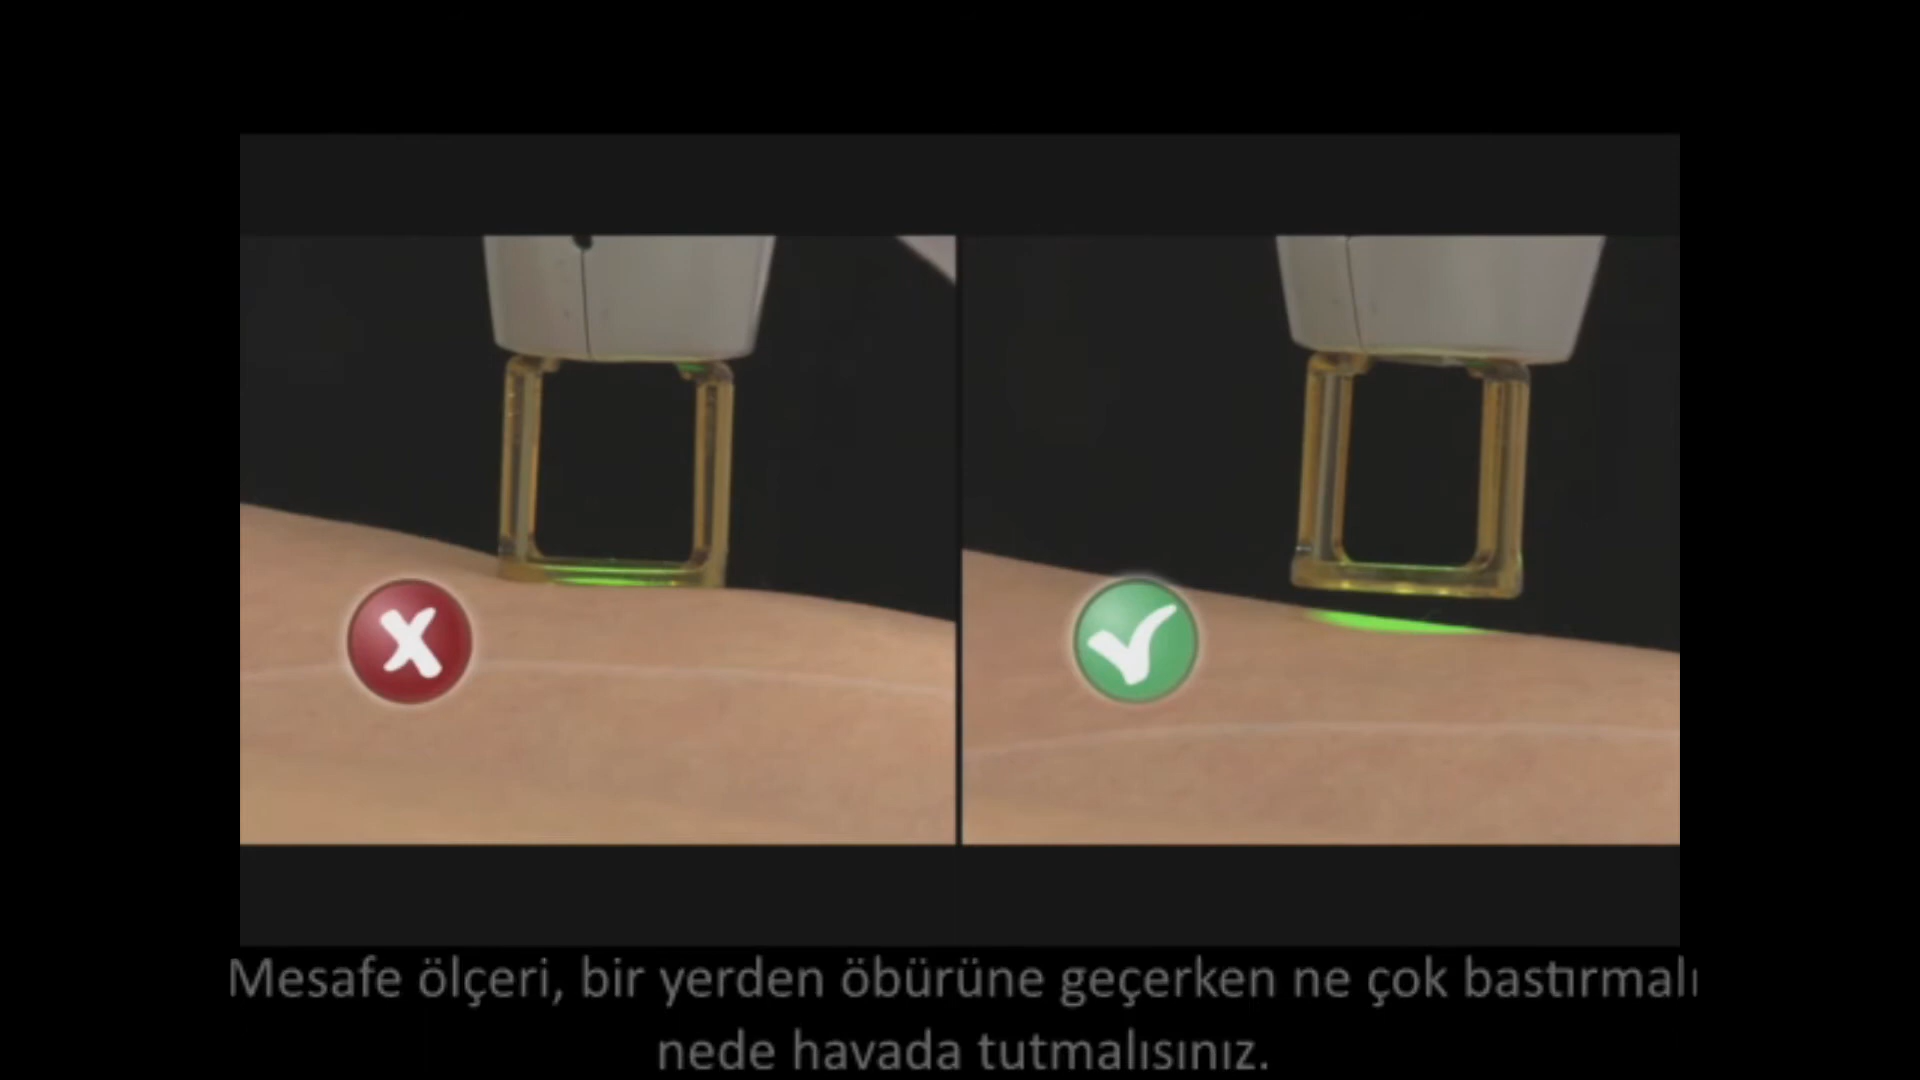 Mesafe ölçeri, bir yerden öbürüne geçerken ne çok bastırmalı
nede havada tutmalısınız.